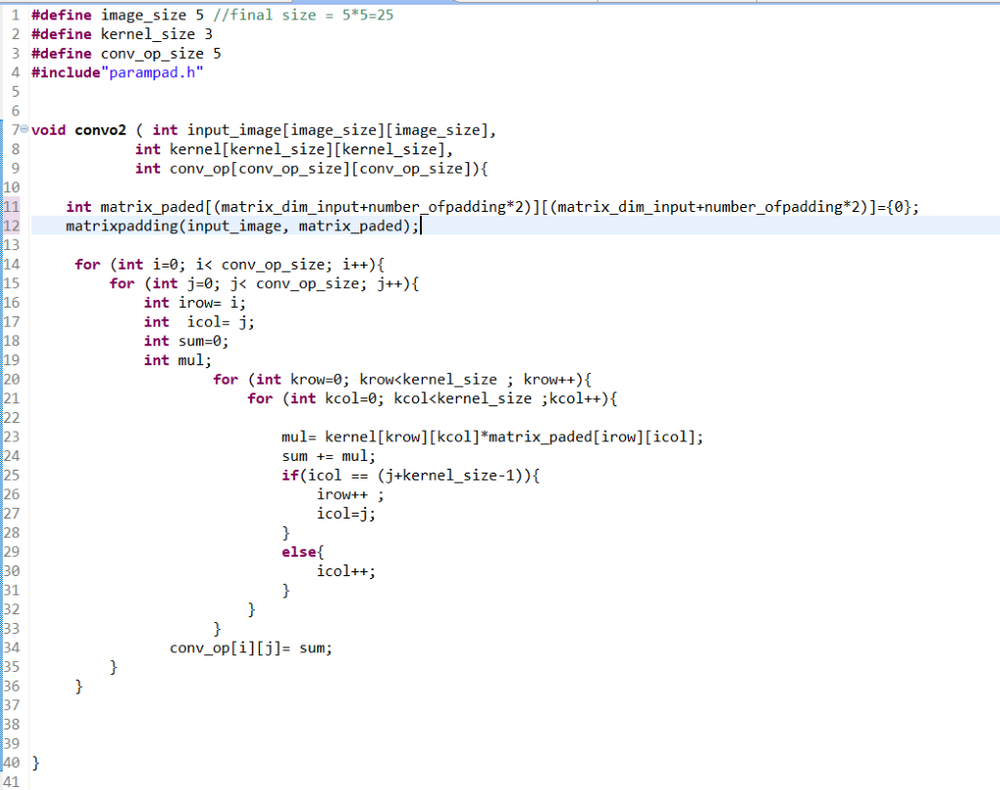 1 #define image_size 5 //final size = 5*5=25
2 #define kernel_size 3
3 #define conv_op_size 5
4 #include"parampad.h"
5
6
7 void convo2 ( int input_image[image_size][image_size],
8 int kernel[kernel_size][kernel_size],
9 int conv_op[conv_op_size][conv_op_size]){
10
11 int matrix_paded[(matrix_dim_input+number_ofpadding*2)][(matrix_dim_input+number_ofpadding*2)]={0};
12 matrixpadding(input_image, matrix_paded);
13
14 for (int i=0; i< conv_op_size; i++){
15 for (int j=0; j< conv_op_size; j++){
16 int irow= i;
17 int  icol= j;
18 int sum=0;
19 int mul;
20 for (int krow=0; krow<kernel_size ; krow++){
21 for (int kcol=0; kcol<kernel_size ;kcol++){
22
23 mul= kernel[krow][kcol]*matrix_paded[irow][icol];
24 sum += mul;
25 if(icol == (j+kernel_size-1)){
26 irow++ ;
27 icol=j;
28 }
29 else{
30 icol++;
31 }
32 }
33 }
34 conv_op[i][j]= sum;
35 }
36 }
37
38
39
40 }
41